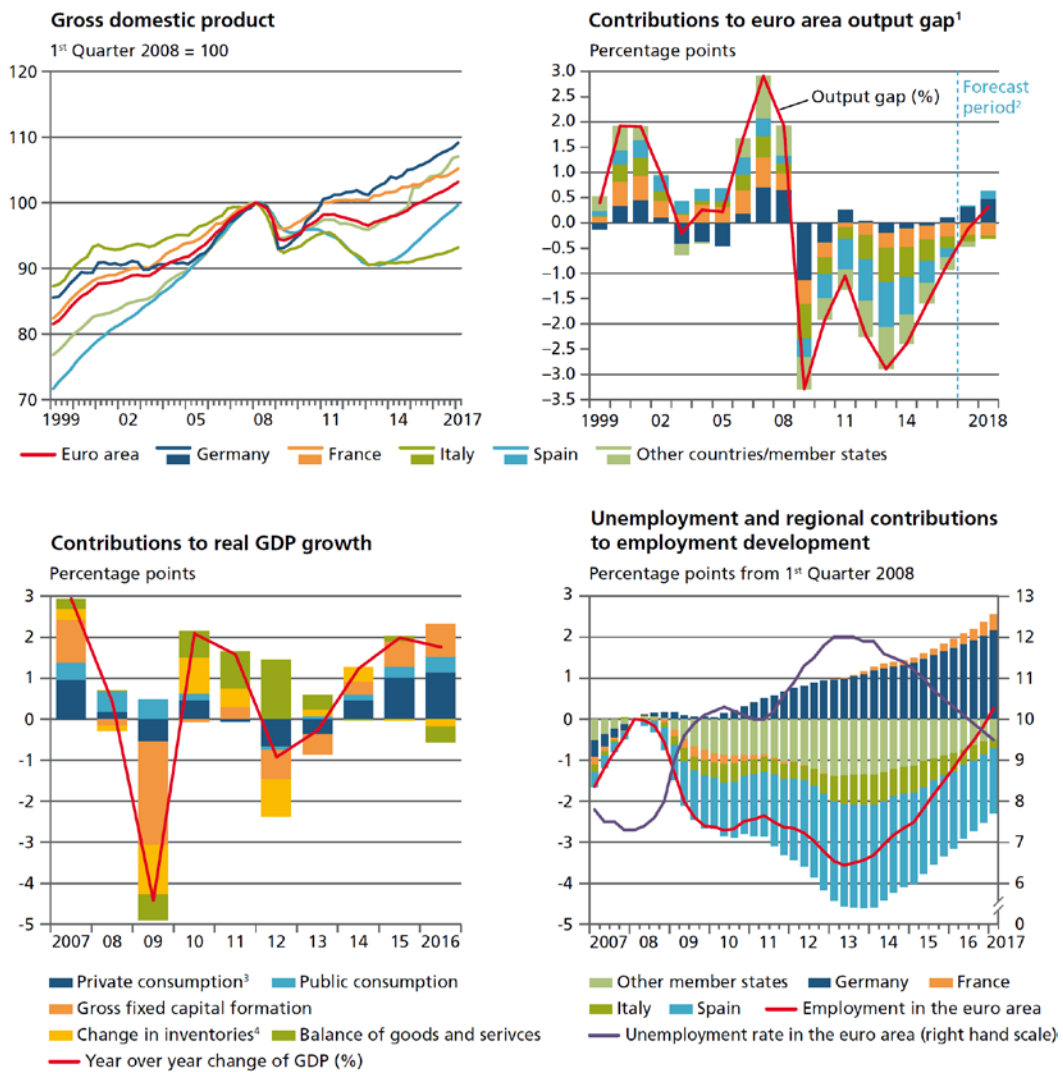 Gross domestic product
1st Quarter 2008 = 100
120
110
100
90
80
70
1999 02 05 08 11 14 2017
Contributions to euro area output gap1
Percentage points
3.0
2.5
2.0
1.5
1.0
0.5
0.0
−0.5
−1.0
−1.5
−2.0
−2.5
−3.0
−3.5
Output gap (%)
Forecast
period2
1999 02 05 08 11 14 2018
Euro area Germany France Italy Spain Other countries/member states
Contributions to real GDP growth
Percentage points
3
2
1
0
-1
-2
-3
-4
-5
2007 08 09 10 11 12 13 14 15 2016
Private consumption3 Public consumption
Gross fixed capital formation
Change in inventories4 Balance of goods and serivces
Year over year change of GDP (%)
Unemployment and regional contributions
to employment development
Percentage points from 1st Quarter 2008
3 13
2 12
1 11
0 10
-1 9
-2 8
-3 7
-4 6
-5 0
2007 08 09 10 11 12 13 14 15 16 2017
Other member states Germany France
Italy Spain Employment in the euro area
Unemployment rate in the euro area (right hand scale)